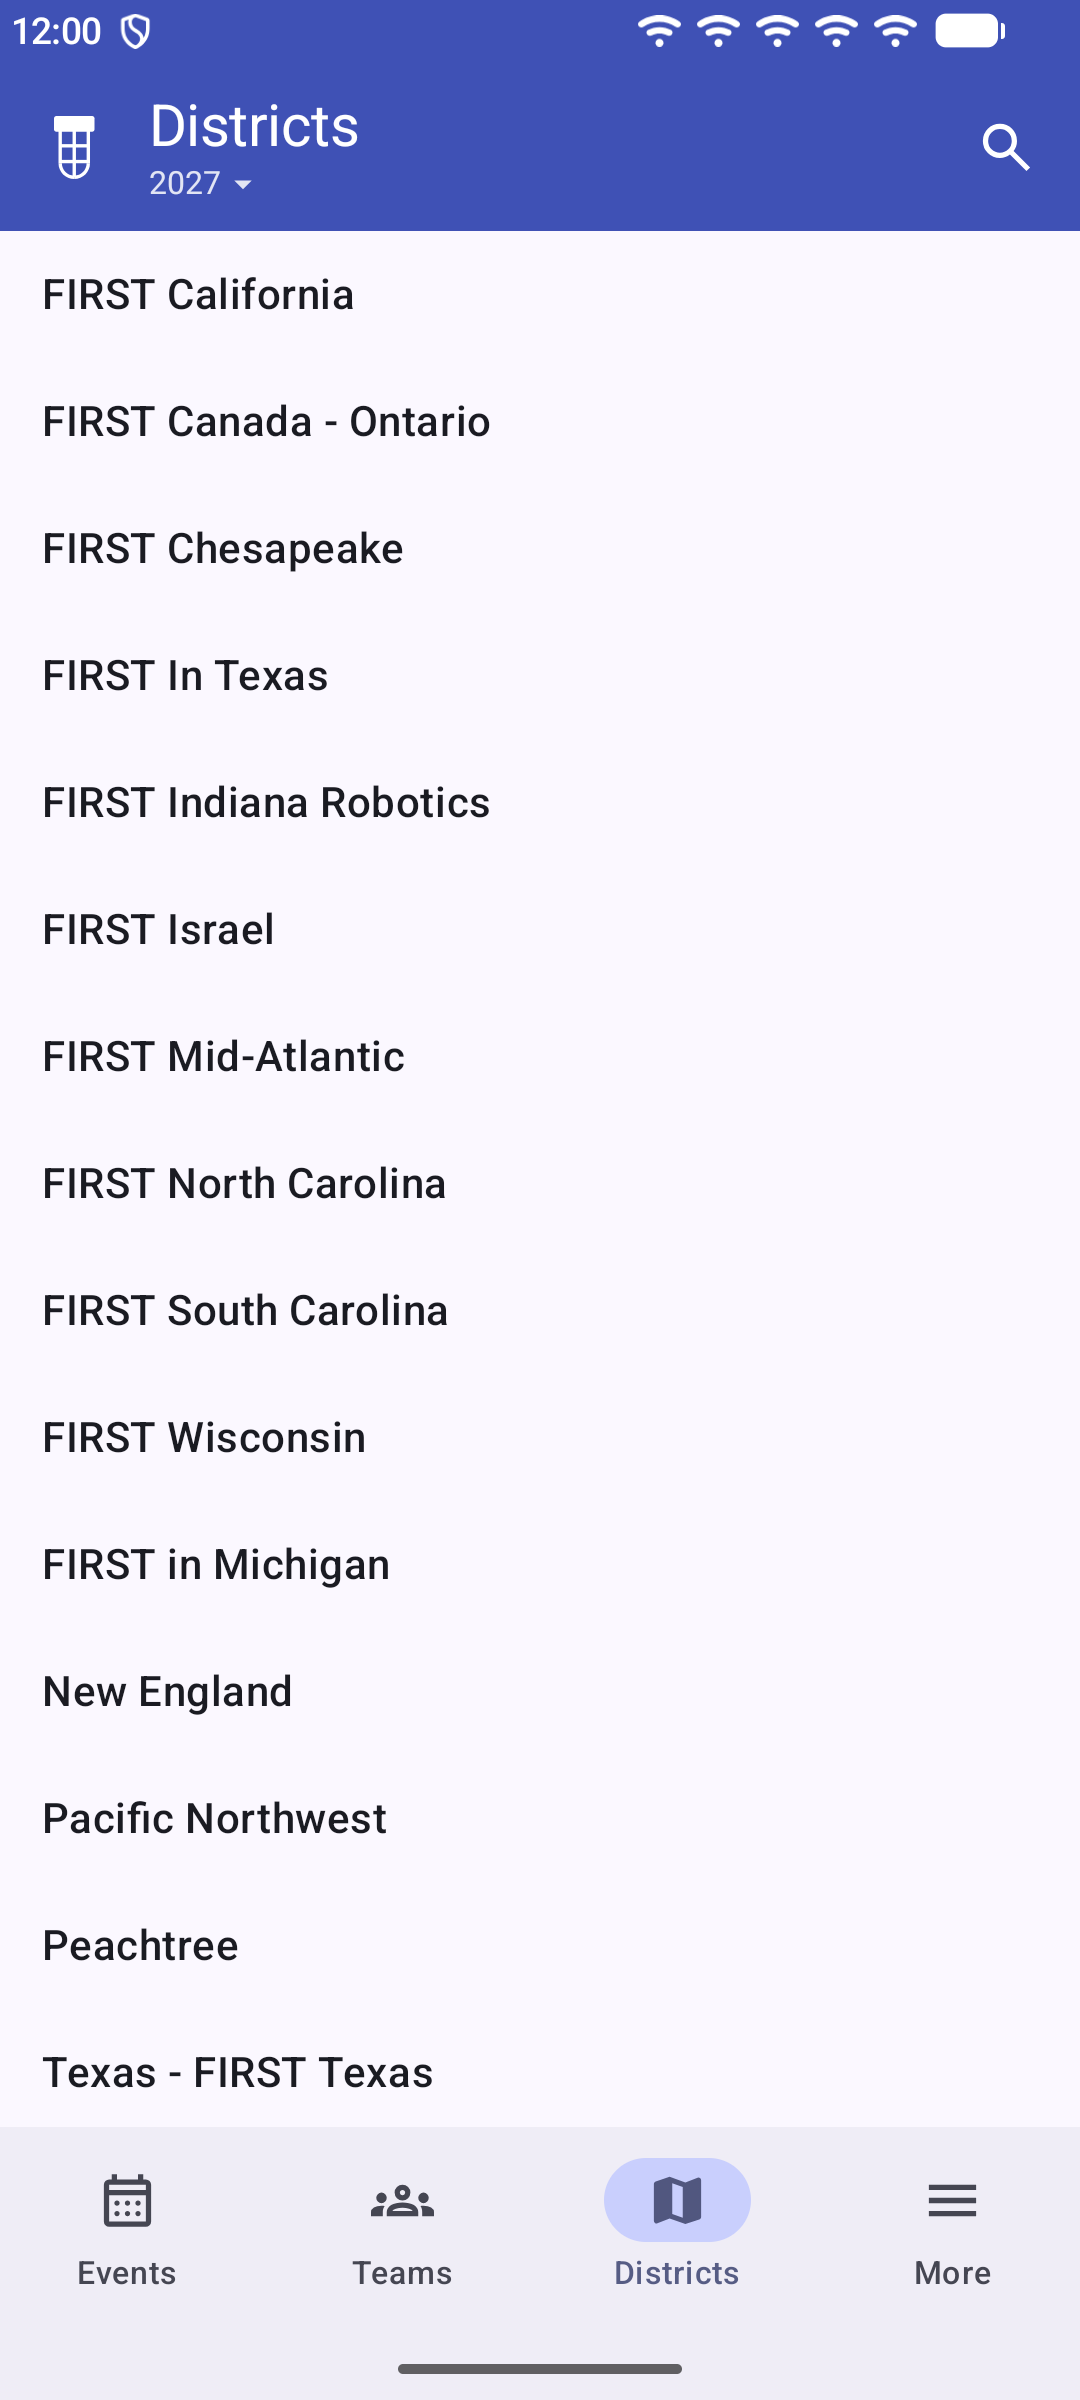 12:00
Districts
2027
FIRST California
FIRST Canada - Ontario
FIRST Chesapeake
FIRST In Texas
FIRST Indiana Robotics
FIRST Israel
FIRST Mid-Atlantic
FIRST North Carolina
FIRST South Carolina
FIRST Wisconsin
FIRST in Michigan
New England
Pacific Northwest
Peachtree
Texas - FIRST Texas
Events
Teams
Districts
More